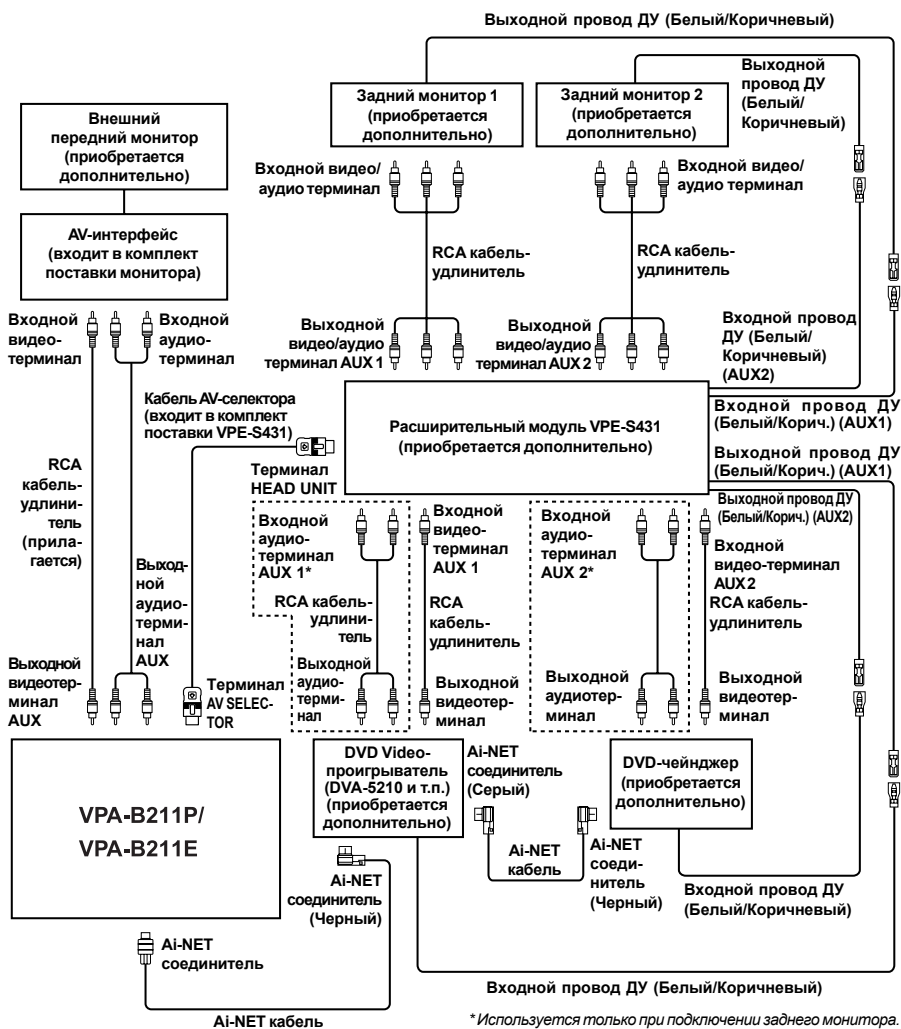 Выходной провод ДУ (Белый/Коричневый)
Выходной
провод ДУ
(Белый/
Коричневый)
Задний монитор 1
(приобретается
дополнительно)
Задний монитор 2
(приобретается
дополнительно)
Внешний
передний монитор
(приобретается
дополнительно)
Входной видео/
аудио терминал
Входной видео/
аудио терминал
AV-интерфейс
(входит в комплект
поставки монитора)
RCA кабель-
удлинитель
RCA кабель-
удлинитель
Входной
видео-
терминал
Входной
аудио-
терминал
Выходной
видео/аудио
терминал AUX 1
Выходной
видео/аудио
терминал AUX 2
Входной провод
ДУ (Белый/
Коричневый)
(AUX2)
Кабель AV-селектора
(входит в комплект
поставки VPE-S431)
Расширительный модуль VPE-S431
(приобретается дополнительно)
Входной провод ДУ
(Белый/Корич.) (AUX1)
Выходной провод ДУ
(Белый/Корич.) (AUX1)
Выходной провод ДУ
(Белый/Корич.) (AUX2)
RCA
кабель-
удлини-
тель
(прила-
гается)
Терминал
HEAD UNIT
Входной
аудио-
терминал
AUX 1*
Входной
видео-
терминал
AUX 1
Входной
аудио-
терминал
AUX 2*
Входной
видео-терминал
AUX 2
Выход-
ной
аудио-
терми-
нал
AUX
RCA кабель-
удлини-
тель
RCA
кабель-
удлинитель
RCA кабель-
удлинитель
Выходной
видеотер-
минал
AUX
Терминал
AV SELEC-
TOR
Выходной
аудио-
терми-
нал
Выходной
видеотер-
минал
Выходной
аудиотер-
минал
Выходной
видеотер-
минал
VPA-B211P/
VPA-B211E
DVD Video-
проигрыватель
(DVA-5210 и т.п.)
(приобретается
дополнительно)
Ai-NET
соединитель
(Серый)
DVD-чейнджер
(приобретается
дополнительно)
Ai-NET
кабель
Ai-NET
соеди-
нитель
(Черный)
Ai-NET
соединитель
(Черный)
Входной провод ДУ
(Белый/Коричневый)
Ai-NET
соединитель
Входной провод ДУ (Белый/Коричневый)
Ai-NET кабель
*Используется только при подключении заднего монитора.